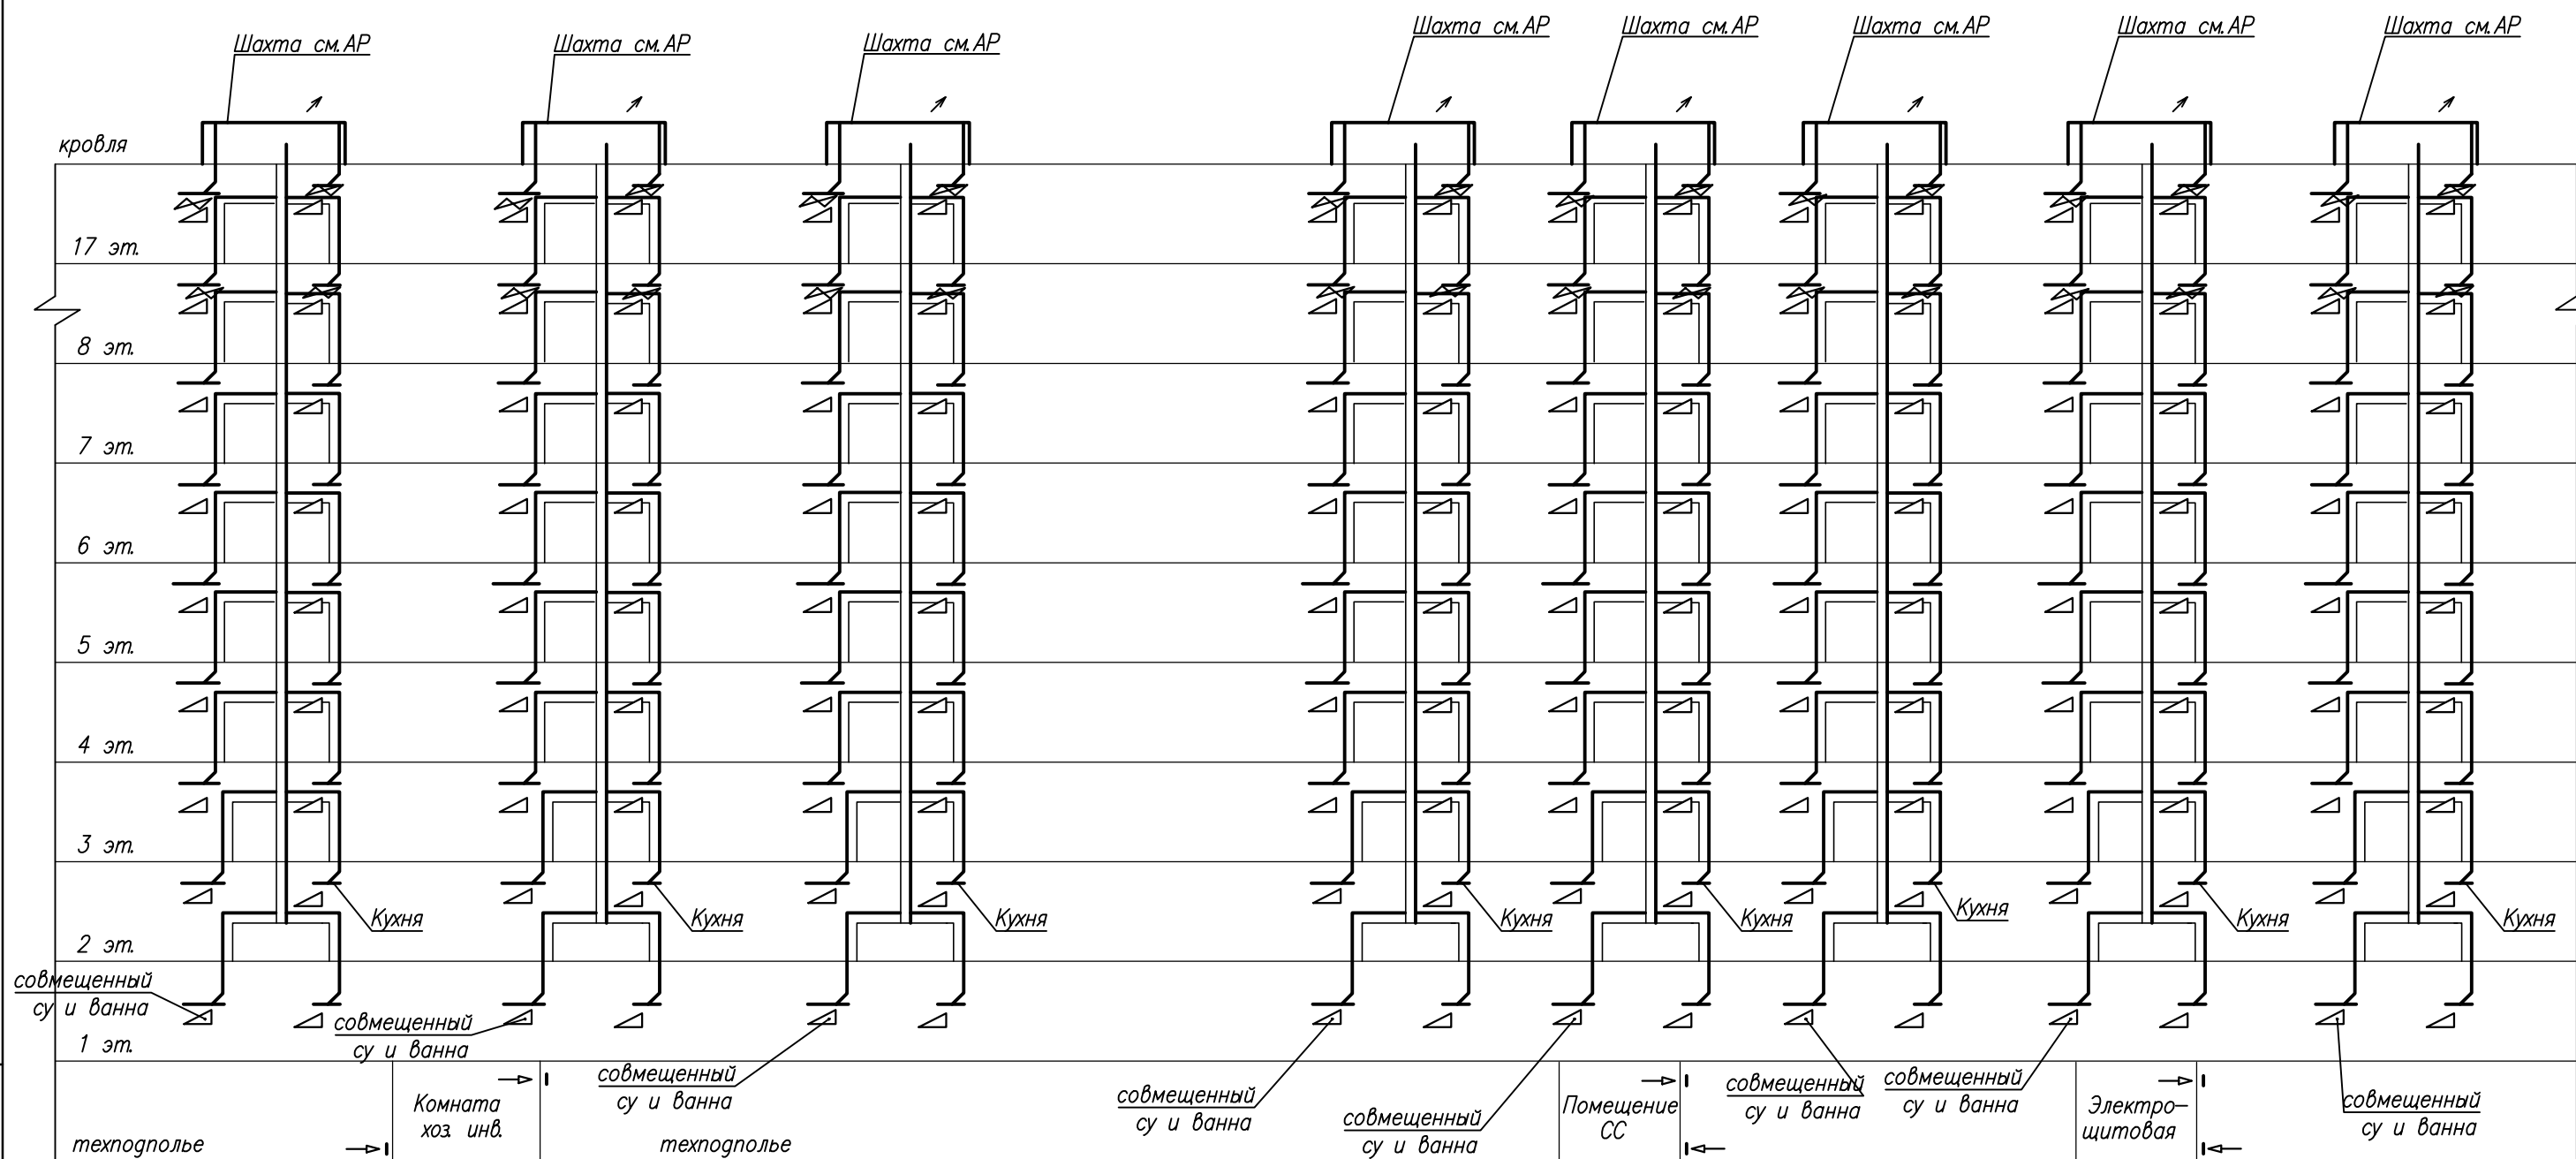 Шахта см.АР
Шахта см.АР
Шахта см.АР
Шахта см.АР
Шахта см.АР
Шахта см.АР
Шахта см.АР
Шахта см.АР
кровля
17 эт.
8 эт.
7 эт.
6 эт.
5 эт.
4 эт.
3 эт.
Кухня
Кухня
Кухня
Кухня
Кухня
Кухня
Кухня
Кухня
2 эт.
совмещенный
су и ванна
совмещенный
су и ванна
1 эт.
совмещенный
су и ванна
совмещенный
су и ванна
совмещенный
су и ванна
совмещенный
су и ванна
совмещенный
су и ванна
совмещенный
су и ванна
Комната
хоз. инв.
Помещение
СС
Электро-
щитовая
техподполье
техподполье